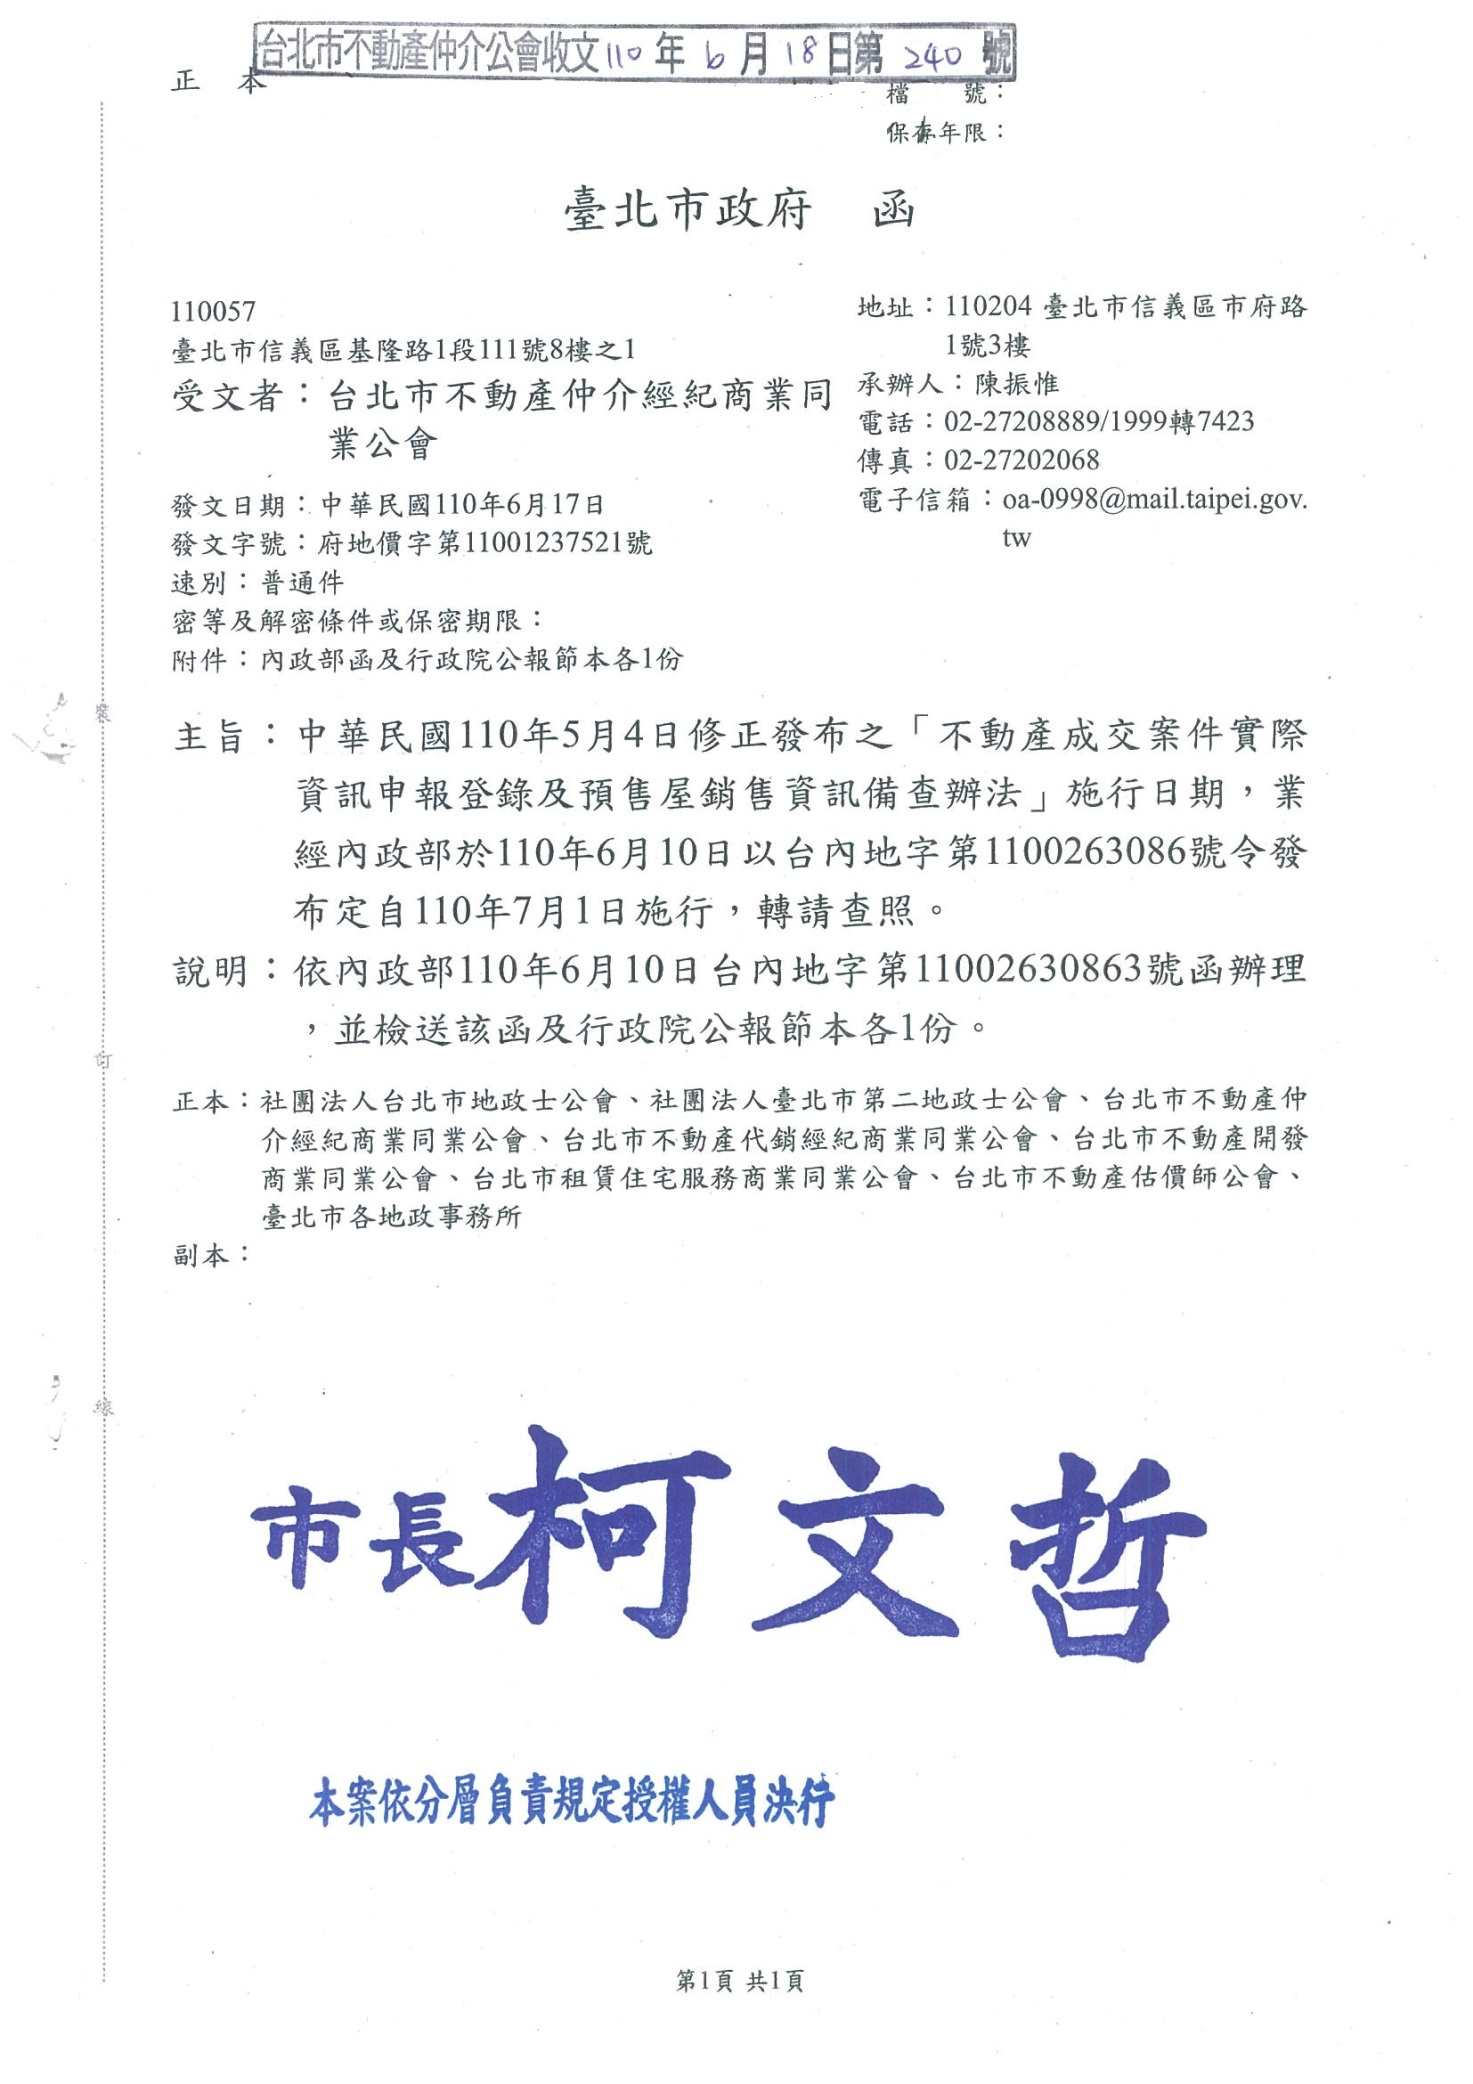 台北市不動產仲介公會收文110年6月18日第240號
正　本
檔　　號：
保存年限：
臺北市政府　函
110057
臺北市信義區基隆路1段111號8樓之1
受文者：台北市不動產仲介經紀商業同
業公會
地址：110204 臺北市信義區市府路
1號3樓
承辦人：陳振惟
電話：02-27208889/1999轉7423
傳真：02-27202068
電子信箱：oa-0998@mail.taipei.gov.
tw
發文日期：中華民國110年6月17日
發文字號：府地價字第11001237521號
速別：普通件
密等及解密條件或保密期限：
附件：內政部函及行政院公報節本各1份
主旨：中華民國110年5月4日修正發布之「不動產成交案件實際
資訊申報登錄及預售屋銷售資訊備查辦法」施行日期，業
經內政部於110年6月10日以台內地字第1100263086號令發
布定自110年7月1日施行，轉請查照。
說明：依內政部110年6月10日台內地字第11002630863號函辦理
，並檢送該函及行政院公報節本各1份。
正本：社團法人台北市地政士公會、社團法人臺北市第二地政士公會、台北市不動產仲
介經紀商業同業公會、台北市不動產代銷經紀商業同業公會、台北市不動產開發
商業同業公會、台北市租賃住宅服務商業同業公會、台北市不動產估價師公會、
臺北市各地政事務所
副本：
裝
訂
線
市長柯文哲
本案依分層負責規定授權人員決行
第1頁 共1頁